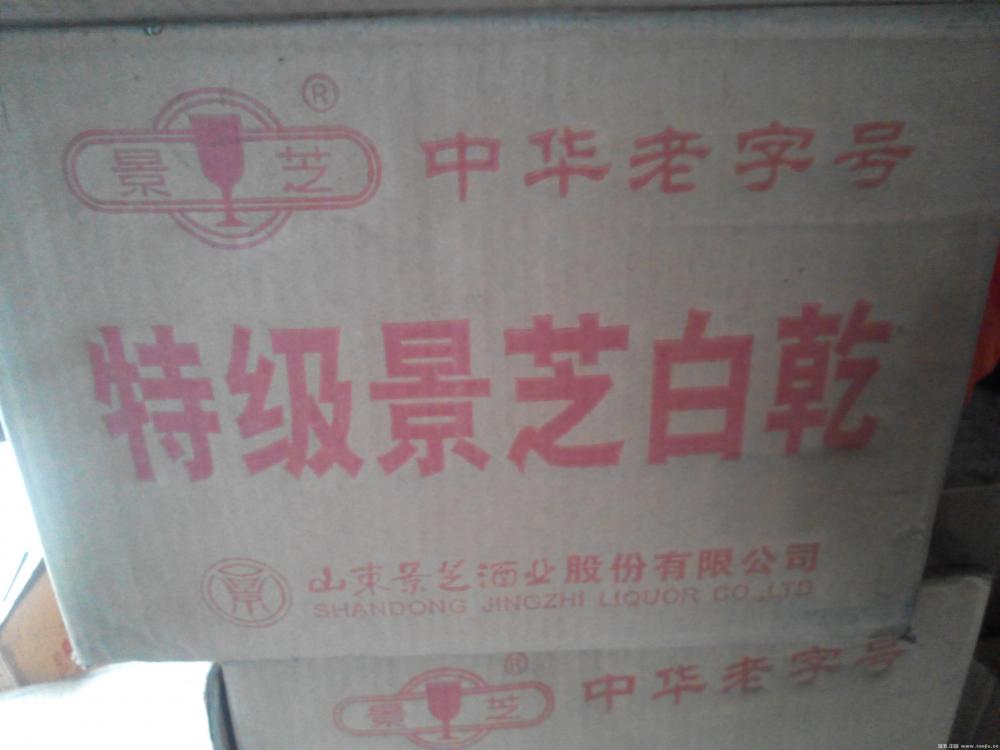 景芝® 中华老字号
特级景芝白乾
山东景芝酒业股份有限公司
SHANDONG JINGZHI LIQUOR CO.,LTD
景芝® 中华老字号